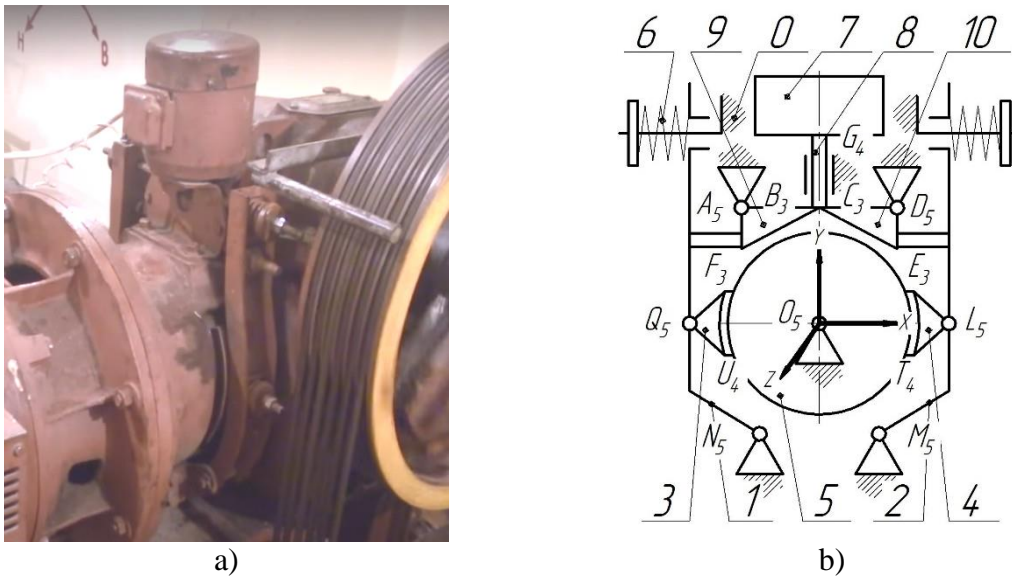 H
B
6 9 0 7 8 10
G₄
A₅ B₃ C₃ D₅
Y
F₃ E₃
Q₅ O₅ X L₅
U₄ Z T₄
N₅ M₅
3 1 5 2 4
a) b)